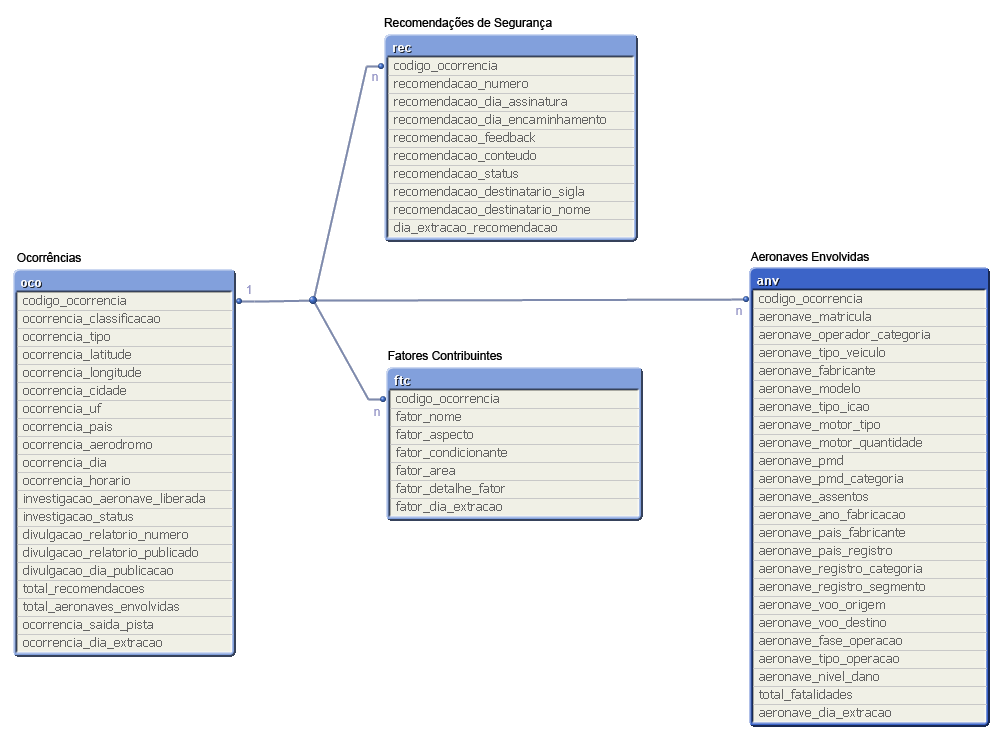 Recomendações de Segurança
rec
codigo_ocorrencia
recomendacao_numero
recomendacao_dia_assinatura
recomendacao_dia_encaminhamento
recomendacao_feedback
recomendacao_conteudo
recomendacao_status
recomendacao_destinatario_sigla
recomendacao_destinatario_nome
dia_extracao_recomendacao
n
Ocorrências
oco
codigo_ocorrencia
ocorrencia_classificacao
ocorrencia_tipo
ocorrencia_latitude
ocorrencia_longitude
ocorrencia_cidade
ocorrencia_uf
ocorrencia_pais
ocorrencia_aerodromo
ocorrencia_dia
ocorrencia_horario
investigacao_aeronave_liberada
investigacao_status
divulgacao_relatorio_numero
divulgacao_relatorio_publicado
divulgacao_dia_publicacao
total_recomendacoes
total_aeronaves_envolvidas
ocorrencia_saida_pista
ocorrencia_dia_extracao
1
Fatores Contribuintes
ftc
codigo_ocorrencia
fator_nome
fator_aspecto
fator_condicionante
fator_area
fator_detalhe_fator
fator_dia_extracao
n
Aeronaves Envolvidas
anv
codigo_ocorrencia
aeronave_matricula
aeronave_operador_categoria
aeronave_tipo_veiculo
aeronave_fabricante
aeronave_modelo
aeronave_tipo_icao
aeronave_motor_tipo
aeronave_motor_quantidade
aeronave_pmd
aeronave_pmd_categoria
aeronave_assentos
aeronave_ano_fabricacao
aeronave_pais_fabricante
aeronave_pais_registro
aeronave_registro_categoria
aeronave_registro_segmento
aeronave_voo_origem
aeronave_voo_destino
aeronave_fase_operacao
aeronave_tipo_operacao
aeronave_nivel_dano
total_fatalidades
aeronave_dia_extracao
n